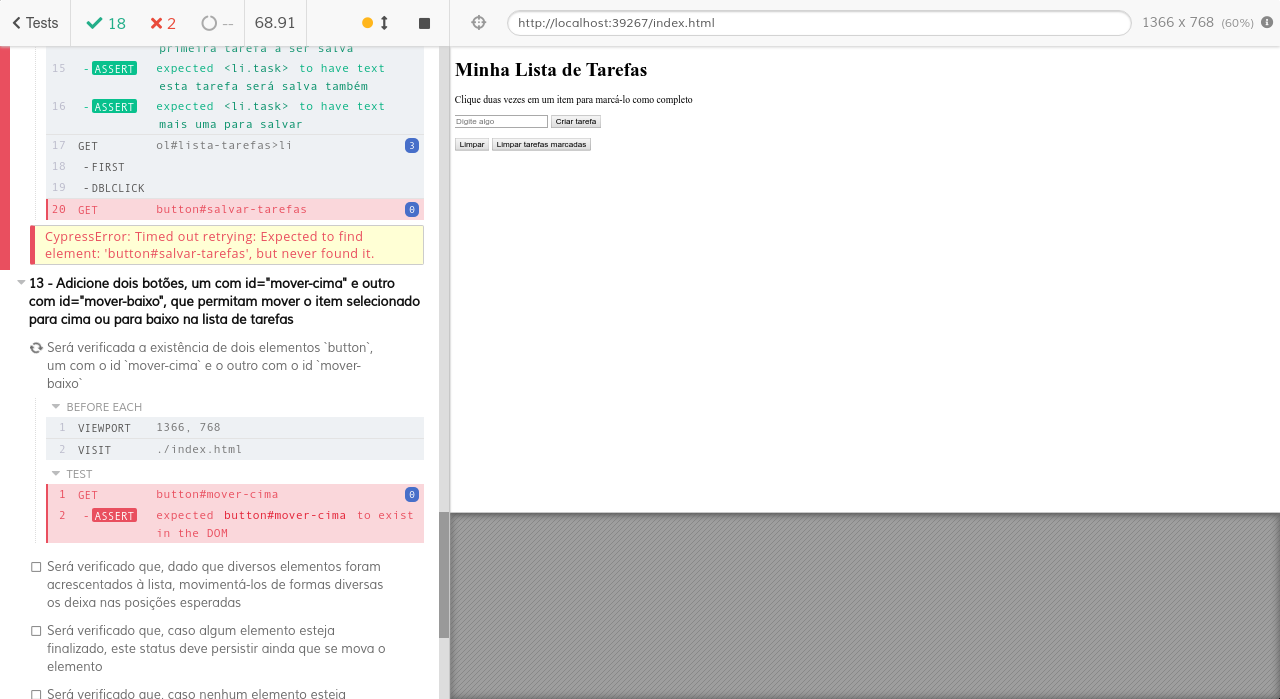 Tests
18
2
--
68.91
http://localhost:39267/index.html
1366 x 768 (60%)
primeira tarefa a ser salva
15 - ASSERT expected <li.task> to have text
esta tarefa será salva também
16 - ASSERT expected <li.task> to have text
mais uma para salvar
17 GET ol#lista-tarefas>li 3
18 - FIRST
19 - DBLCLICK
20 GET button#salvar-tarefas 0
CypressError: Timed out retrying: Expected to find
element: 'button#salvar-tarefas', but never found it.
13 - Adicione dois botões, um com id="mover-cima" e outro
com id="mover-baixo", que permitam mover o item selecionado
para cima ou para baixo na lista de tarefas
Será verificada a existência de dois elementos `button`,
um com o id `mover-cima` e o outro com o id `mover-
baixo`
BEFORE EACH
1 VIEWPORT 1366, 768
2 VISIT ./index.html
TEST
1 GET button#mover-cima 0
2 - ASSERT expected button#mover-cima to exist
in the DOM
Será verificado que, dado que diversos elementos foram
acrescentados à lista, movimentá-los de formas diversas
os deixa nas posições esperadas
Será verificado que, caso algum elemento esteja
finalizado, este status deve persistir ainda que se mova o
elemento
Será verificado que, caso nenhum elemento esteja
Minha Lista de Tarefas
Clique duas vezes em um item para marcá-lo como completo
Digite algo Criar tarefa
Limpar Limpar tarefas marcadas